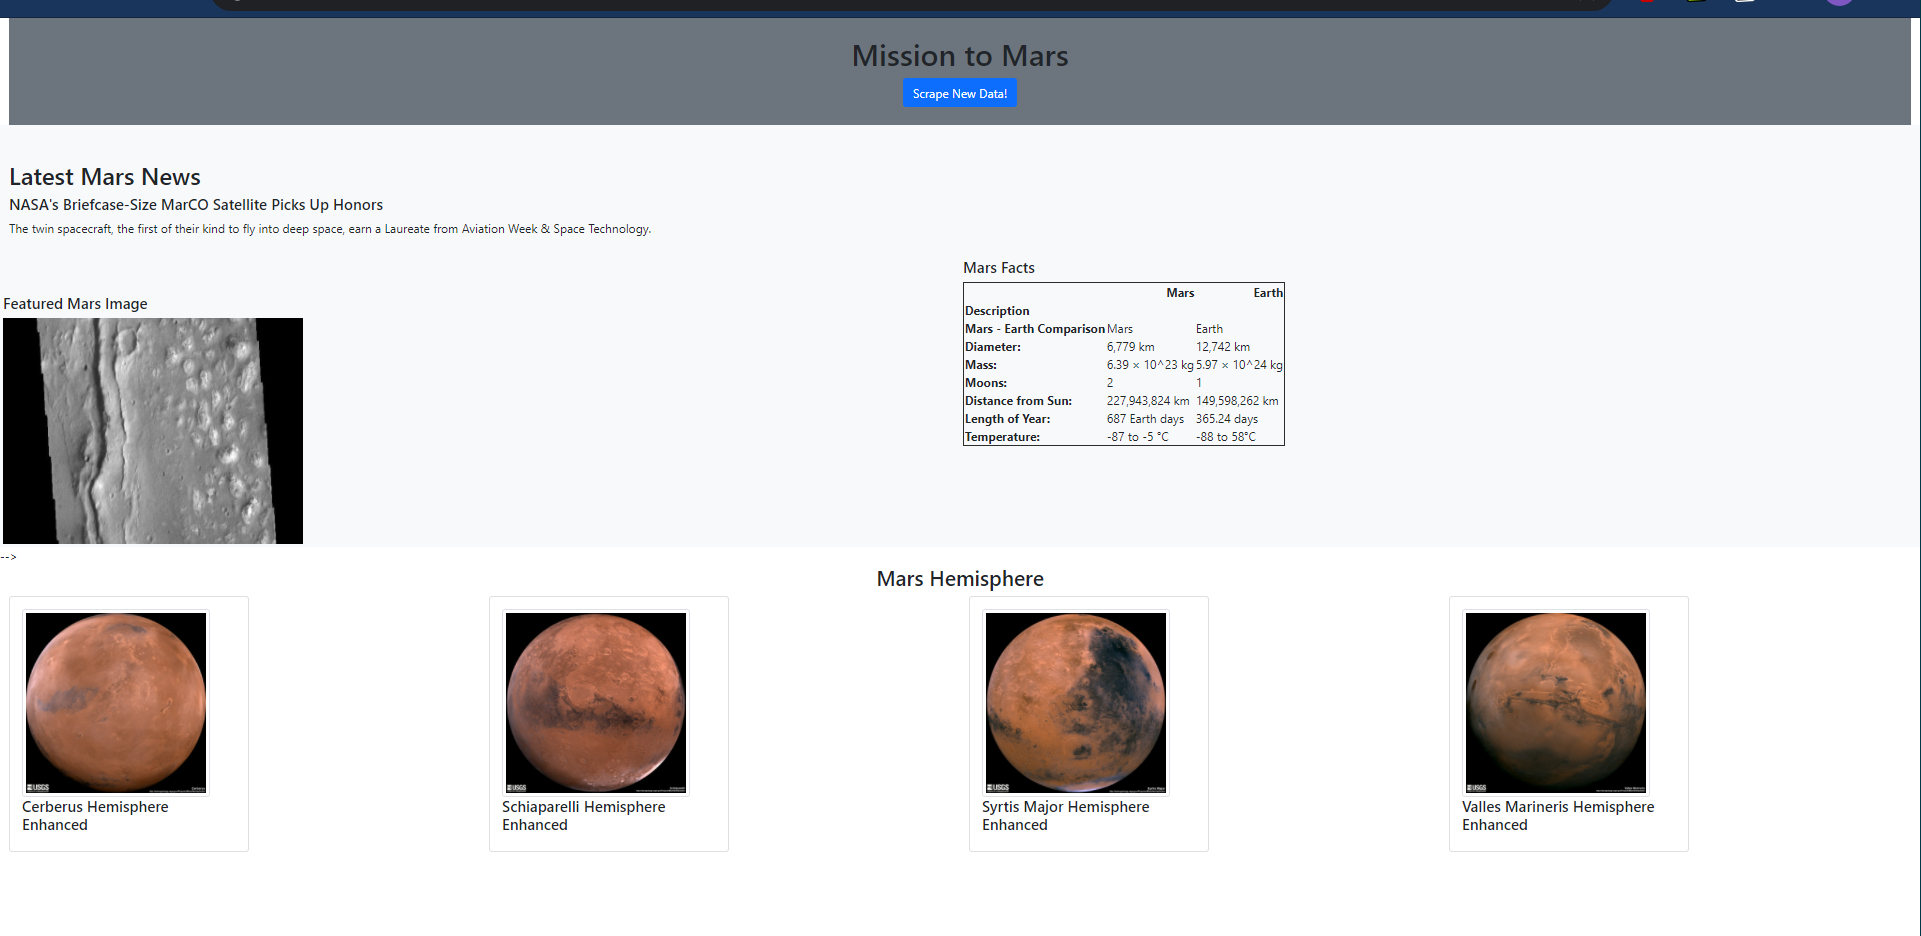 Mission to Mars
Scrape New Data!
Latest Mars News
NASA's Briefcase-Size MarCO Satellite Picks Up Honors
The twin spacecraft, the first of their kind to fly into deep space, earn a Laureate from Aviation Week & Space Technology.
Featured Mars Image
Mars Facts
Mars Earth
Description
Mars - Earth Comparison Mars Earth
Diameter: 6,779 km 12,742 km
Mass: 6.39 × 10^23 kg 5.97 × 10^24 kg
Moons: 2 1
Distance from Sun: 227,943,824 km 149,598,262 km
Length of Year: 687 Earth days 365.24 days
Temperature: -87 to -5 °C -88 to 58°C
-->
Mars Hemisphere
USGS
Cerberus Hemisphere
Enhanced
USGS
Schiaparelli Hemisphere
Enhanced
USGS
Syrtis Major Hemisphere
Enhanced
USGS
Valles Marineris Hemisphere
Enhanced